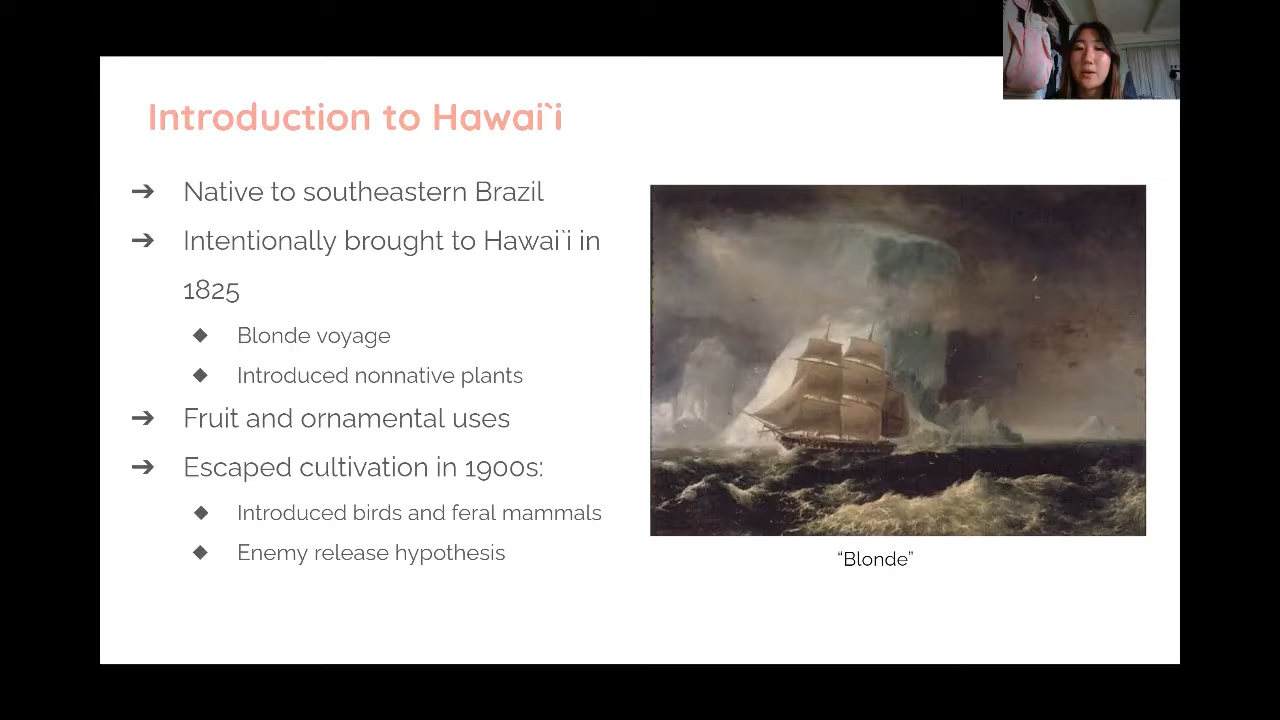 Introduction to Hawai`i
➔ Native to southeastern Brazil
➔ Intentionally brought to Hawai`i in
1825
◆ Blonde voyage
◆ Introduced nonnative plants
➔ Fruit and ornamental uses
➔ Escaped cultivation in 1900s:
◆ Introduced birds and feral mammals
◆ Enemy release hypothesis
“Blonde”